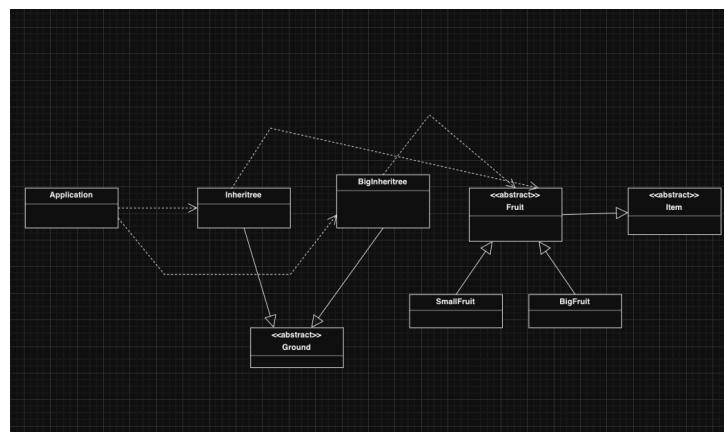 Application
Inheritree
BigInheritree
<<abstract>>
Fruit
<<abstract>>
Item
SmallFruit
BigFruit
<<abstract>>
Ground